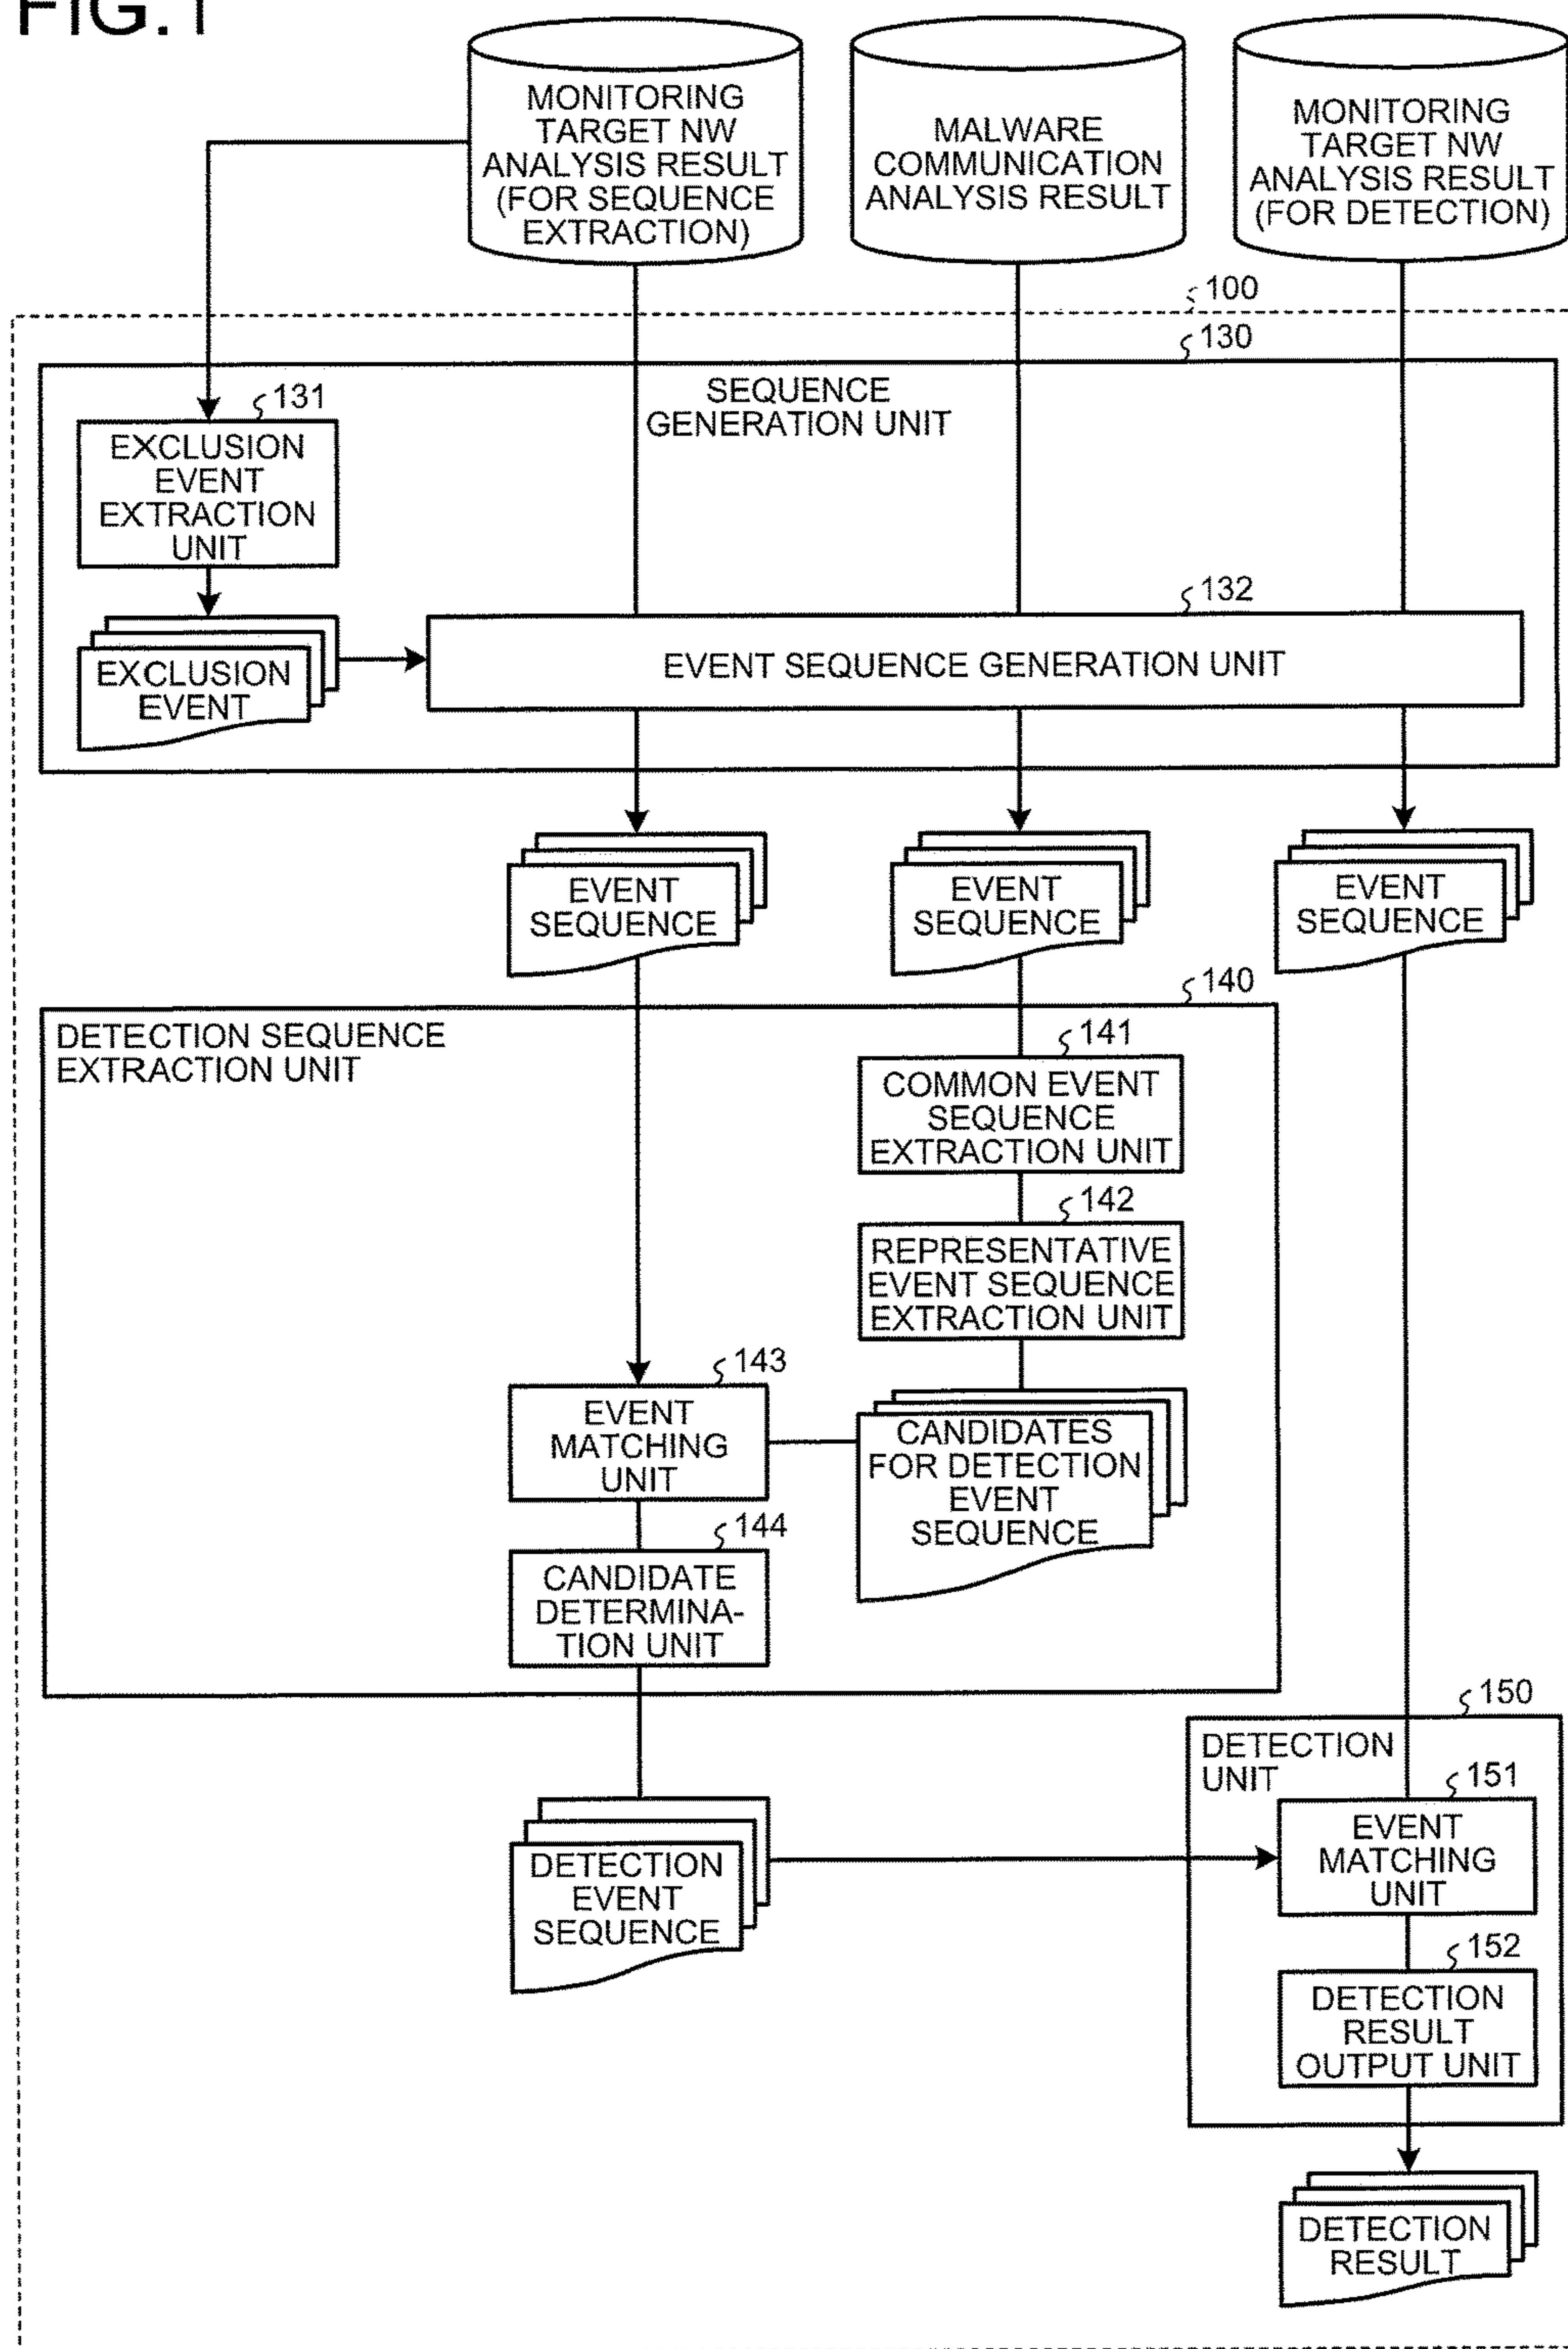 FIG.1
MONITORING
TARGET NW
ANALYSIS RESULT
(FOR SEQUENCE
EXTRACTION)
MALWARE
COMMUNICATION
ANALYSIS RESULT
MONITORING
TARGET NW
ANALYSIS RESULT
(FOR DETECTION)
100
130
SEQUENCE
GENERATION UNIT
131
EXCLUSION
EVENT
EXTRACTION
UNIT
132
EXCLUSION
EVENT
EVENT SEQUENCE GENERATION UNIT
EVENT
SEQUENCE
EVENT
SEQUENCE
EVENT
SEQUENCE
140
DETECTION SEQUENCE
EXTRACTION UNIT
141
COMMON EVENT
SEQUENCE
EXTRACTION UNIT
142
REPRESENTATIVE
EVENT SEQUENCE
EXTRACTION UNIT
143
EVENT
MATCHING
UNIT
CANDIDATES
FOR DETECTION
EVENT
SEQUENCE
144
CANDIDATE
DETERMINA-
TION UNIT
150
DETECTION
UNIT
151
EVENT
MATCHING
UNIT
DETECTION
EVENT
SEQUENCE
152
DETECTION
RESULT
OUTPUT UNIT
DETECTION
RESULT